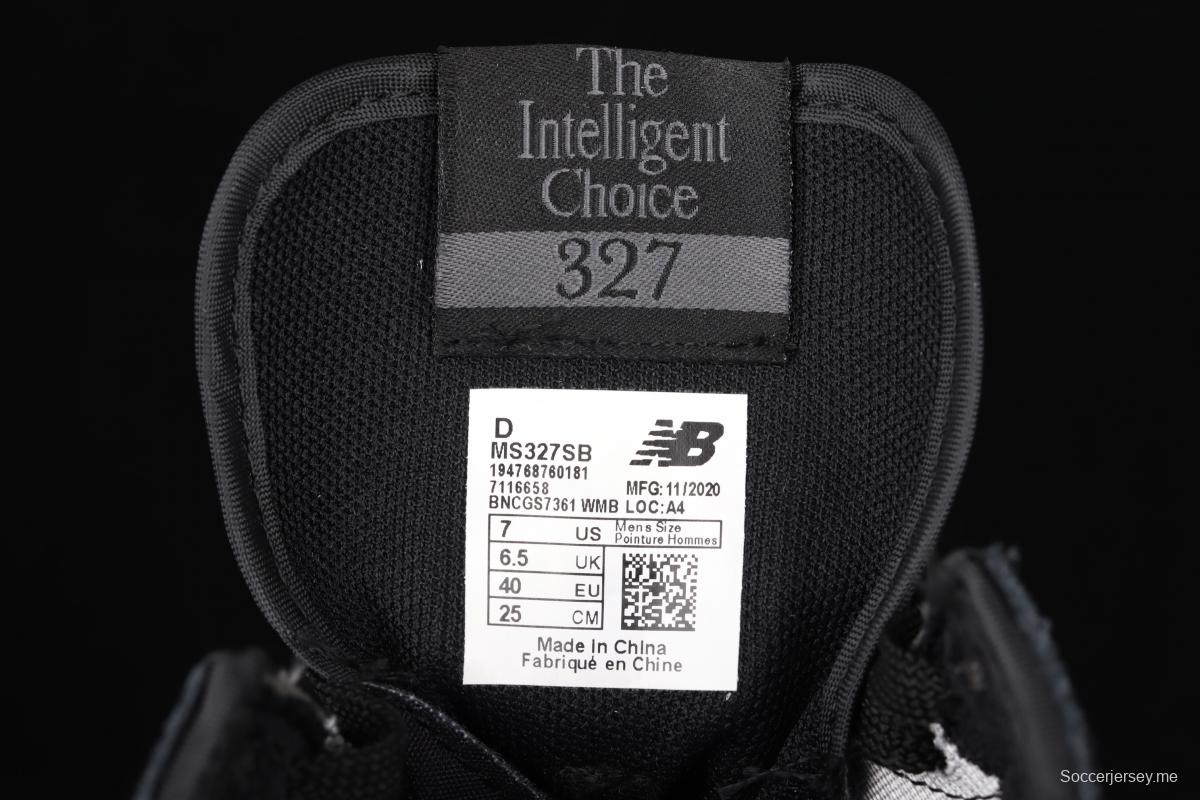 The
Intelligent
Choice
327
D
NB
MS327SB
194768760181
7116658
MFG: 11/2020
BNCGS7361 WMB LOC: A4
7 US Mens Size
Pointure Hommes
6.5 UK
40 EU
25 CM
Made In China
Fabriqué en Chine
Soccerjersey.me